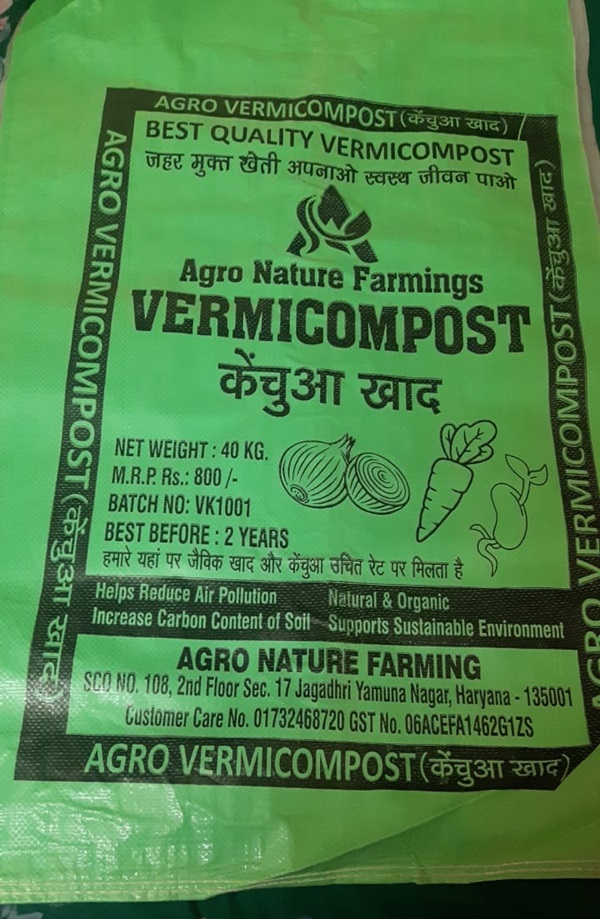 AGRO VERMICOMPOST (केंचुआ खाद)
BEST QUALITY VERMICOMPOST
जहर मुक्त खेती अपनाओ स्वस्थ जीवन पाओ
Agro Nature Farmings
VERMICOMPOST
केंचुआ खाद
NET WEIGHT : 40 KG.
M.R.P. Rs.: 800 /-
BATCH NO: VK1001
BEST BEFORE : 2 YEARS
हमारे यहां पर जैविक खाद और केंचुआ उचित रेट पर मिलता है
Helps Reduce Air Pollution Natural & Organic
Increase Carbon Content of Soil Supports Sustainable Environment
AGRO NATURE FARMING
SCO NO. 108, 2nd Floor Sec. 17 Jagadhri Yamuna Nagar, Haryana - 135001
Customer Care No. 01732468720 GST No. 06ACEFA1462G1ZS
AGRO VERMICOMPOST (केंचुआ खाद)
AGRO VERMICOMPOST (केंचुआ खाद)
AGRO VERMICOMPOST (केंचुआ खाद)